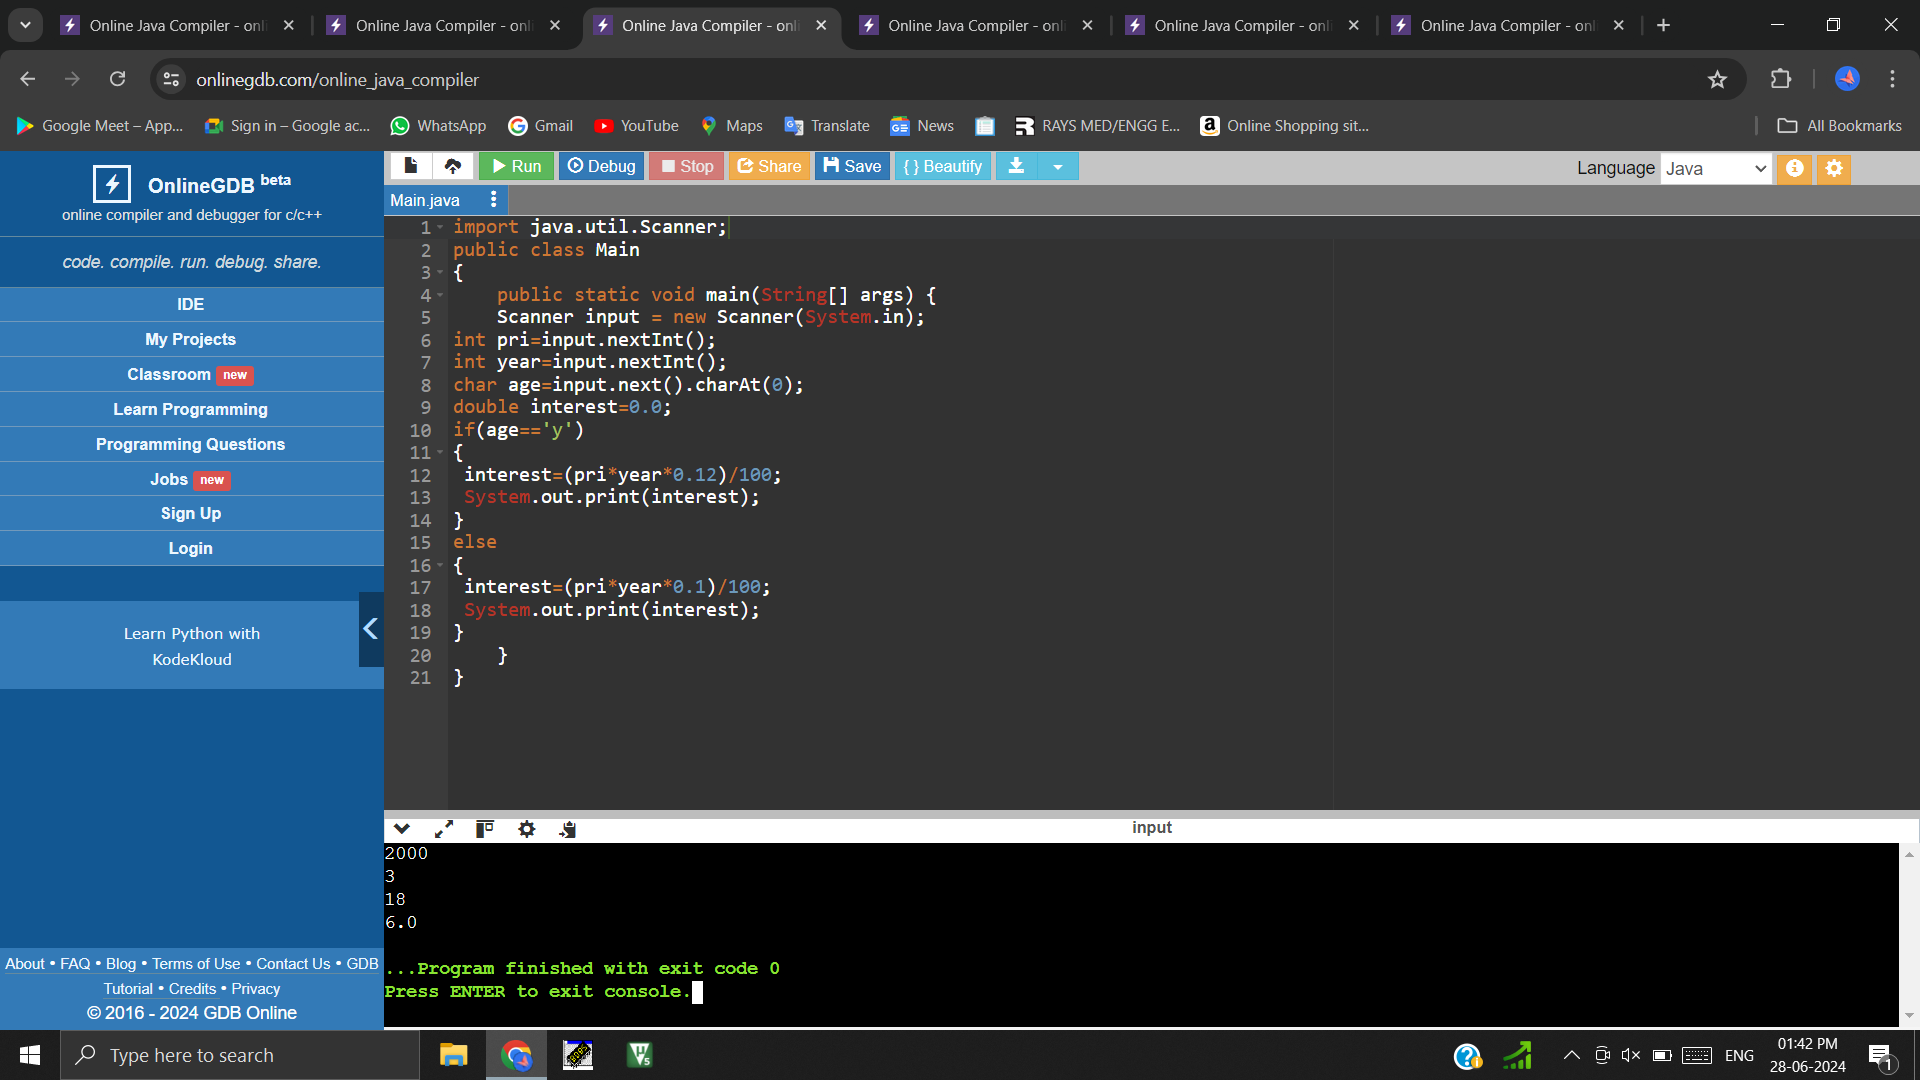 Online Java Compiler - onli
Online Java Compiler - onli
Online Java Compiler - onli
Online Java Compiler - onli
Online Java Compiler - onli
Online Java Compiler - onli
onlinegdb.com/online_java_compiler
Google Meet – App...
Sign in – Google ac...
WhatsApp
Gmail
YouTube
Maps
Translate
News
RAYS MED/ENGG E...
Online Shopping sit...
All Bookmarks
OnlineGDB beta
online compiler and debugger for c/c++
code. compile. run. debug. share.
IDE
My Projects
Classroom new
Learn Programming
Programming Questions
Jobs new
Sign Up
Login
Learn Python with
KodeKloud
About • FAQ • Blog • Terms of Use • Contact Us • GDB
Tutorial • Credits • Privacy
© 2016 - 2024 GDB Online
Run
Debug
Stop
Share
Save
{ } Beautify
Language Java
Main.java
1 import java.util.Scanner;
2 public class Main
3 {
4 public static void main(String[] args) {
5 Scanner input = new Scanner(System.in);
6 int pri=input.nextInt();
7 int year=input.nextInt();
8 char age=input.next().charAt(0);
9 double interest=0.0;
10 if(age=='y')
11 {
12 interest=(pri*year*0.12)/100;
13 System.out.print(interest);
14 }
15 else
16 {
17 interest=(pri*year*0.1)/100;
18 System.out.print(interest);
19 }
20 }
21 }
input
2000
3
18
6.0
...Program finished with exit code 0
Press ENTER to exit console.
Type here to search
ENG
01:42 PM
28-06-2024
1